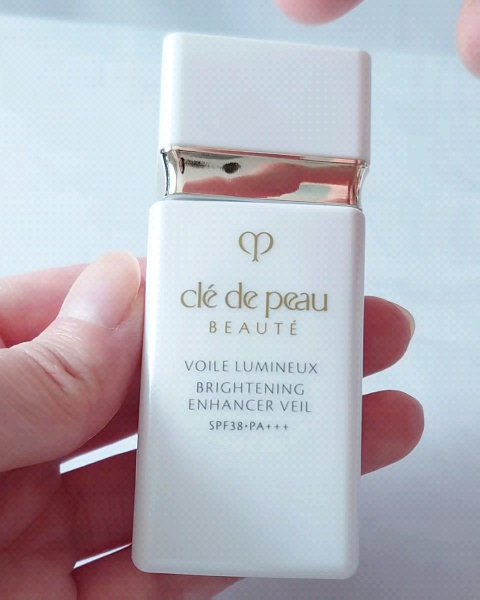 clé de peau
BEAUTÉ
VOILE LUMINEUX
BRIGHTENING
ENHANCER VEIL
SPF38・PA+++